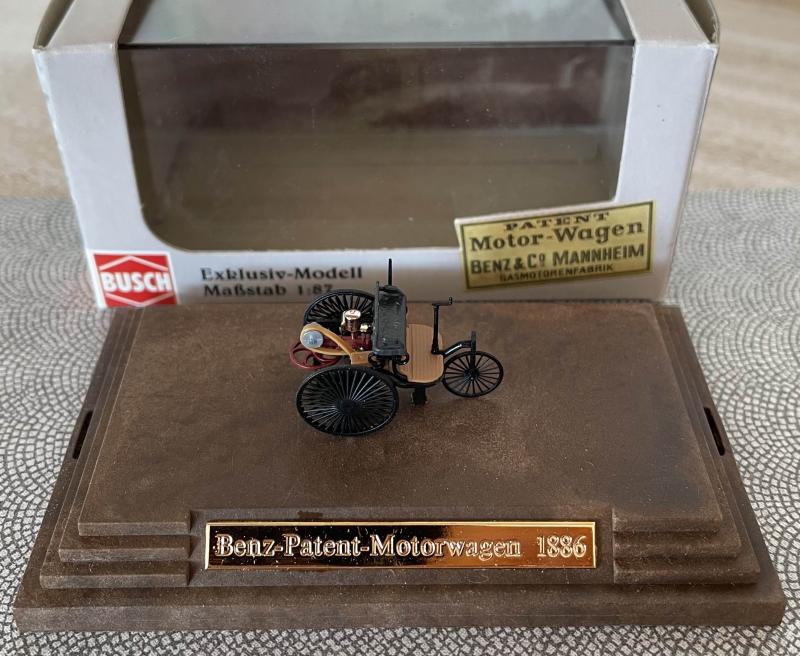 PATENT
Motor-Wagen
BENZ & Cº MANNHEIM
GASMOTORENFABRIK
BUSCH
Exklusiv-Modell
Maßstab 1:87
Benz-Patent-Motorwagen 1886